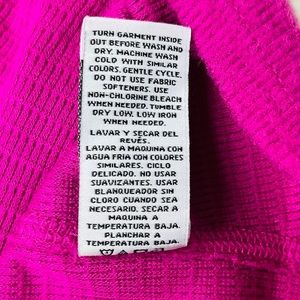 TURN GARMENT INSIDE
OUT BEFORE WASH AND
DRY. MACHINE WASH
COLD WITH SIMILAR
COLORS. GENTLE CYCLE.
DO NOT USE FABRIC
SOFTENERS. USE
NON-CHLORINE BLEACH
WHEN NEEDED. TUMBLE
DRY LOW. LOW IRON
WHEN NEEDED.
LAVAR Y SECAR DEL
REVÉS.
LAVAR A MAQUINA CON
AGUA FRIA CON COLORES
SIMILARES. CICLO
DELICADO. NO USAR
SUAVIZANTES. USAR
BLANQUEADOR SIN
CLORO CUANDO SEA
NECESARIO. SECAR A
MAQUINA A
TEMPERATURA BAJA.
PLANCHAR A
TEMPERATURA BAJA.